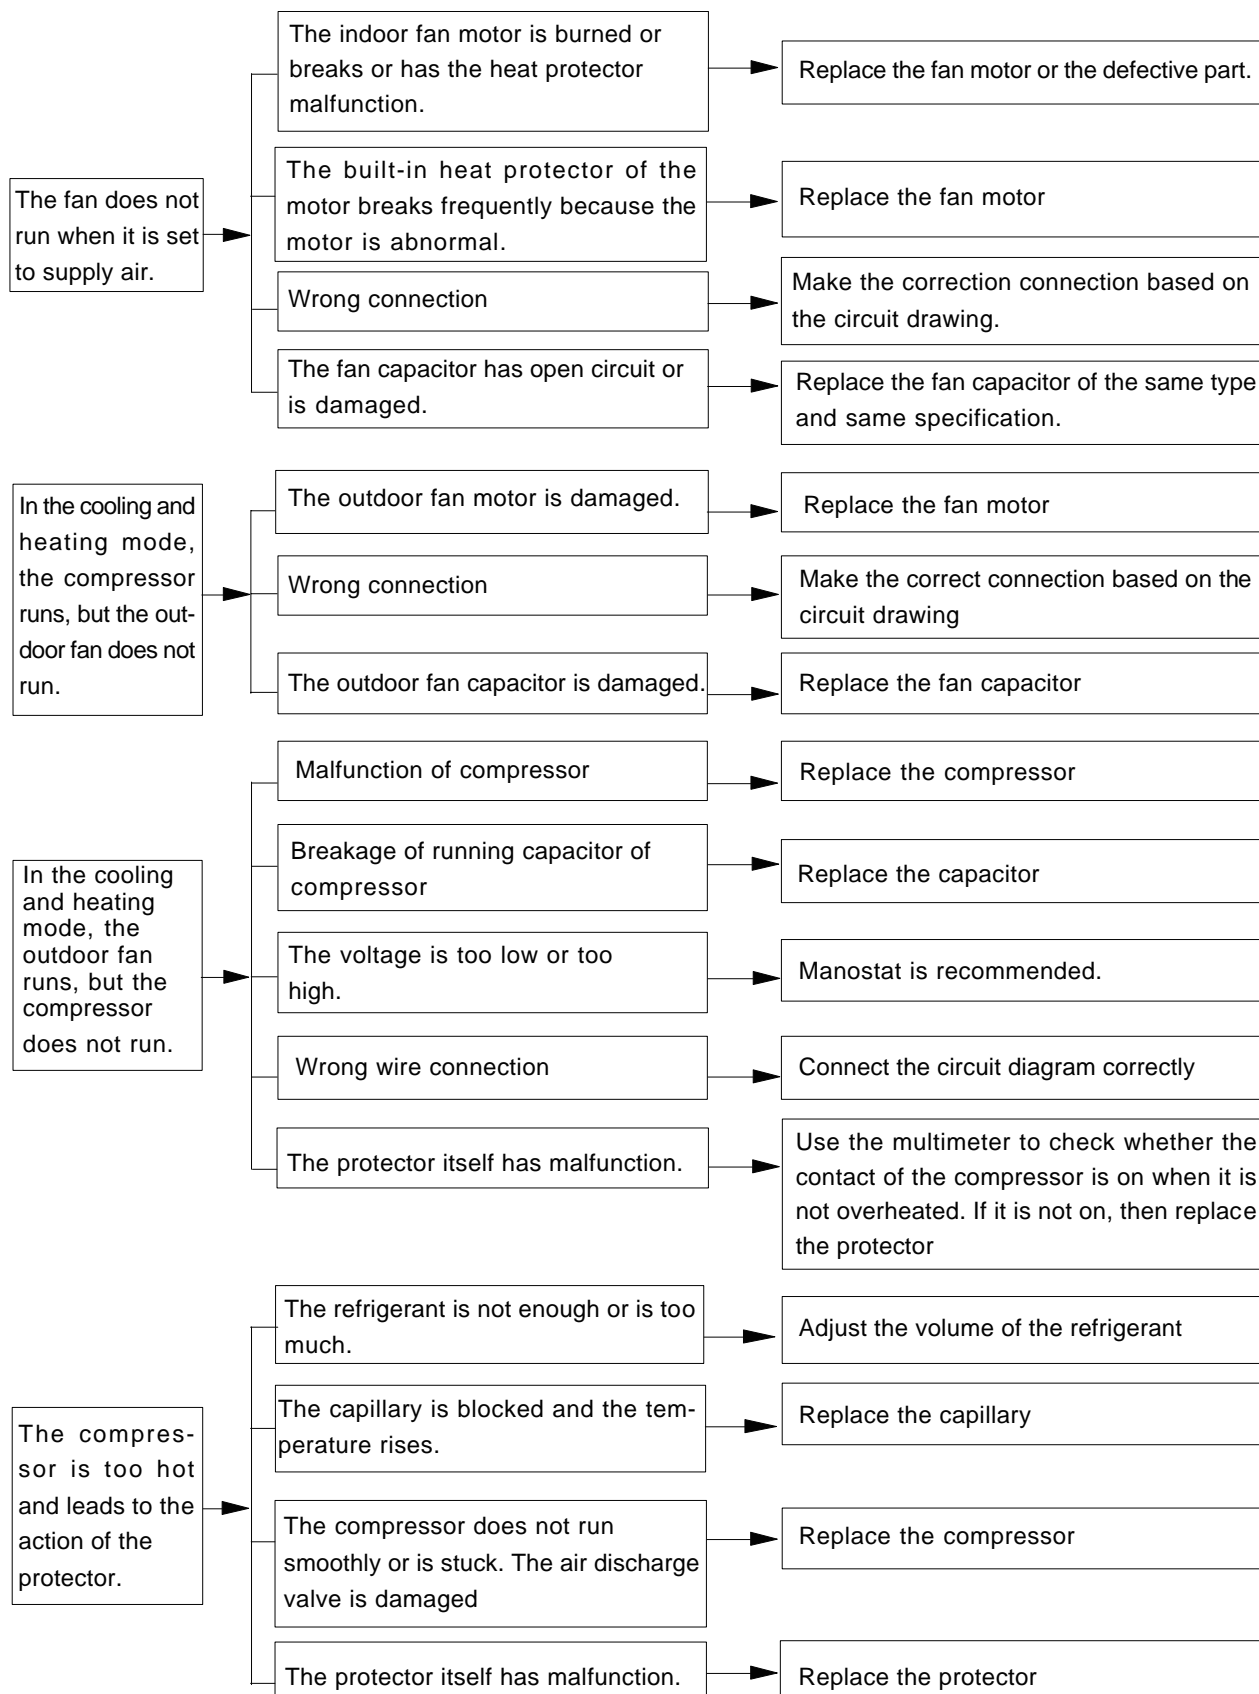 The indoor fan motor is burned or
breaks or has the heat protector
malfunction.
Replace the fan motor or the defective part.
The fan does not
run when it is set
to supply air.
The built-in heat protector of the
motor breaks frequently because the
motor is abnormal.
Replace the fan motor
Wrong connection
Make the correction connection based on
the circuit drawing.
The fan capacitor has open circuit or
is damaged.
Replace the fan capacitor of the same type
and same specification.
In the cooling and
heating mode,
the compressor
runs, but the out-
door fan does not
run.
The outdoor fan motor is damaged.
Replace the fan motor
Wrong connection
Make the correct connection based on the
circuit drawing
The outdoor fan capacitor is damaged.
Replace the fan capacitor
In the cooling
and heating
mode, the
outdoor fan
runs, but the
compressor
does not run.
Malfunction of compressor
Replace the compressor
Breakage of running capacitor of
compressor
Replace the capacitor
The voltage is too low or too
high.
Manostat is recommended.
Wrong wire connection
Connect the circuit diagram correctly
The protector itself has malfunction.
Use the multimeter to check whether the
contact of the compressor is on when it is
not overheated. If it is not on, then replace
the protector
The compres-
sor is too hot
and leads to the
action of the
protector.
The refrigerant is not enough or is too
much.
Adjust the volume of the refrigerant
The capillary is blocked and the tem-
perature rises.
Replace the capillary
The compressor does not run
smoothly or is stuck. The air discharge
valve is damaged
Replace the compressor
The protector itself has malfunction.
Replace the protector